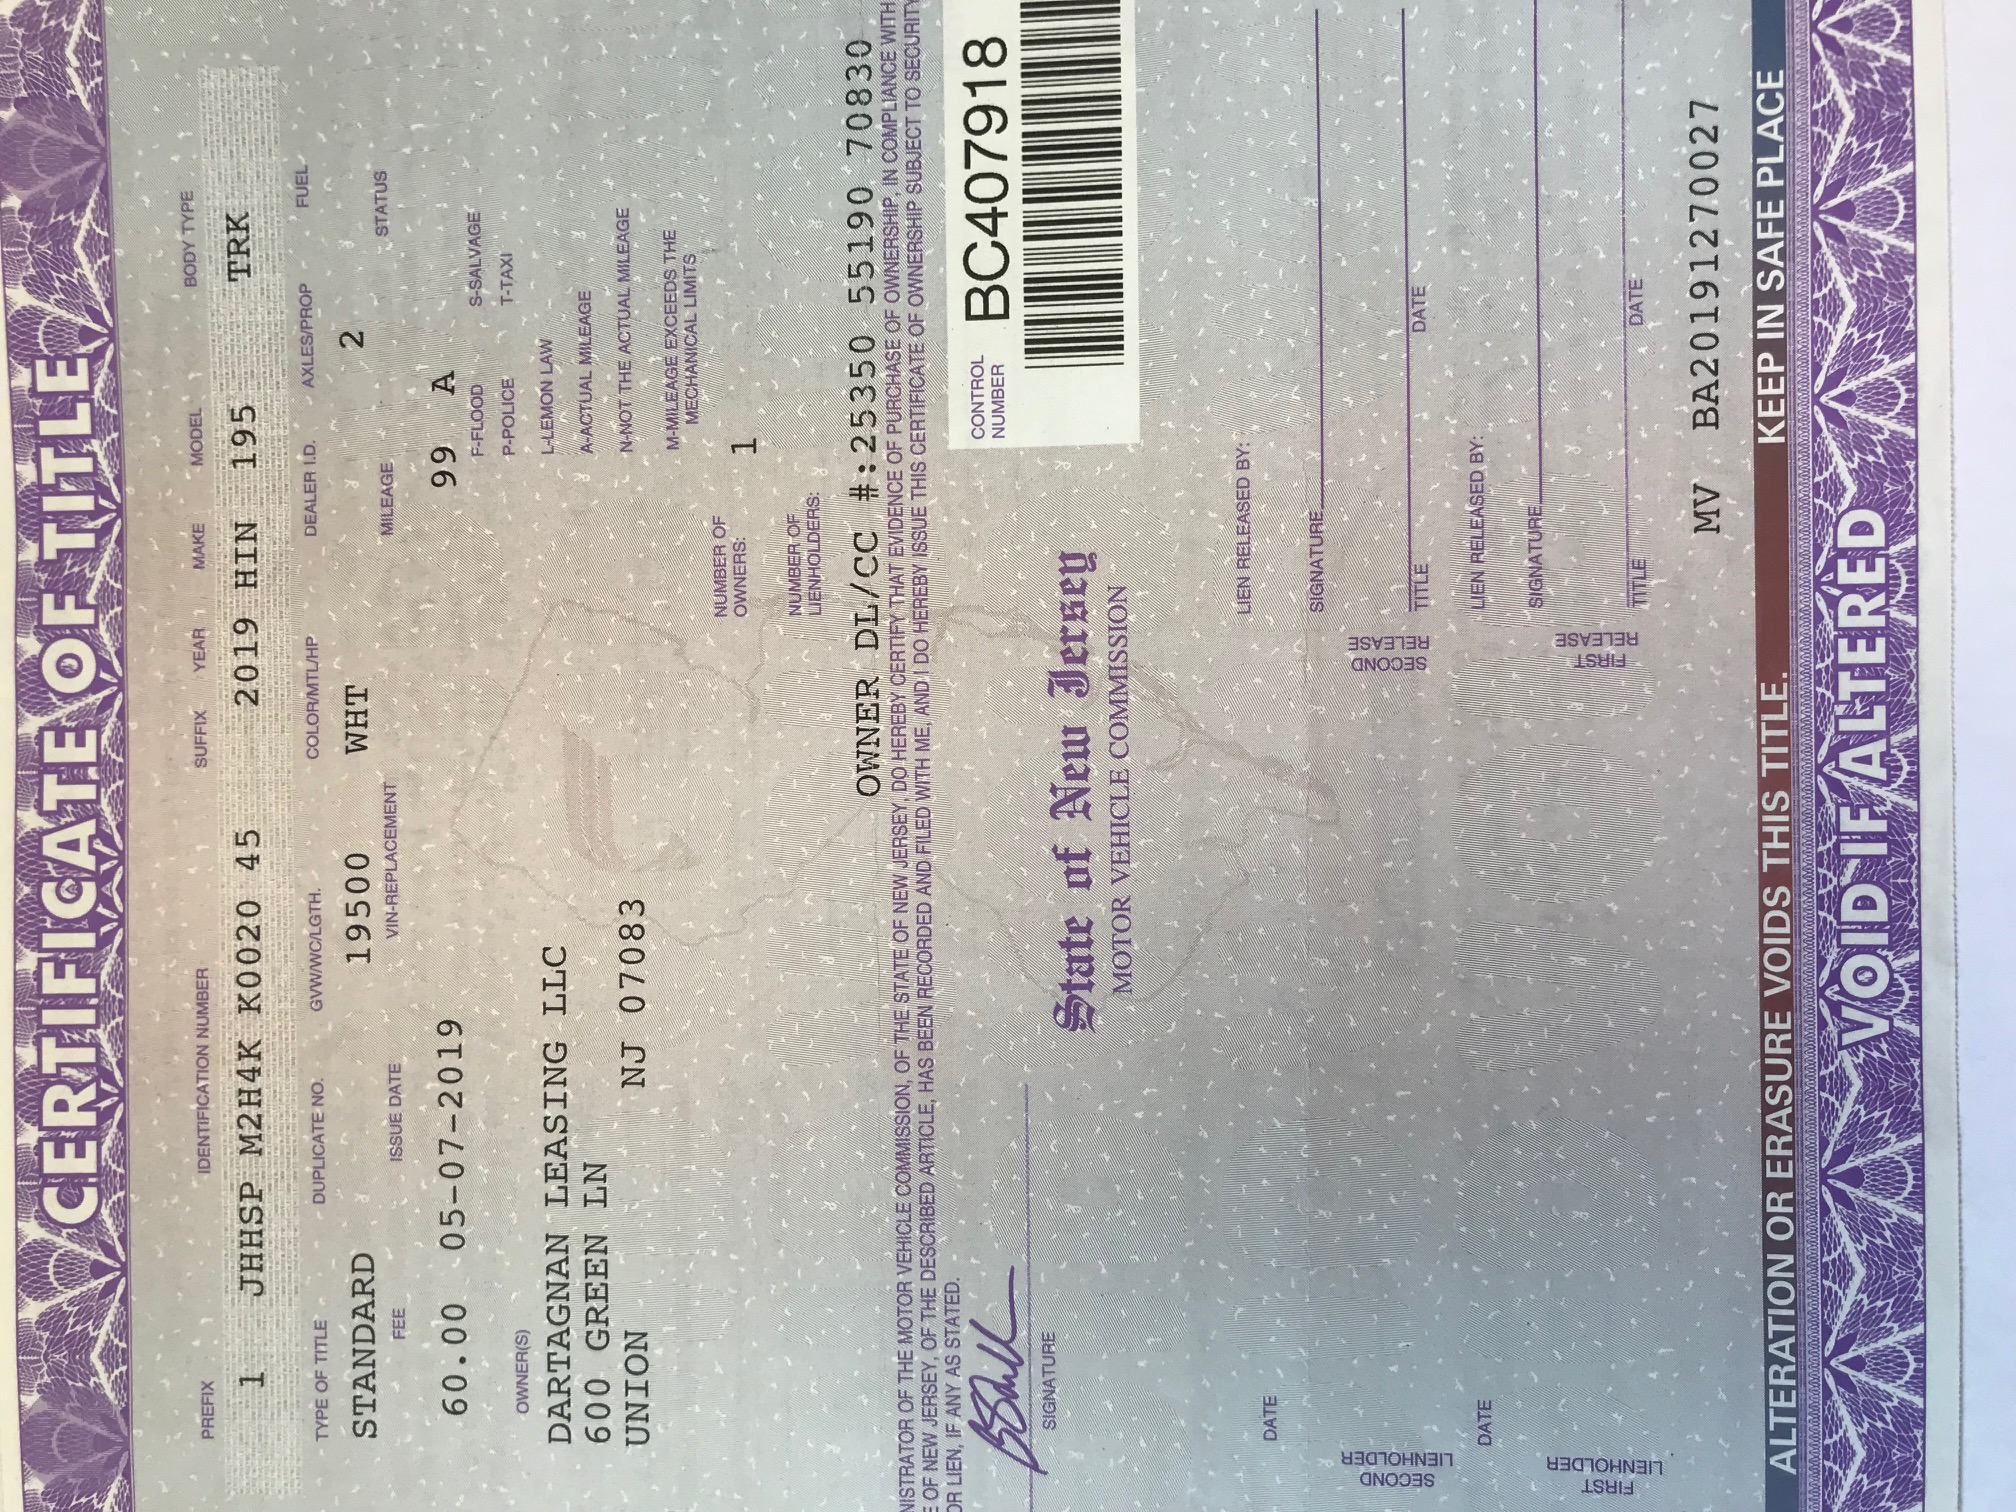 CERTIFICATE OF TITLE
PREFIX IDENTIFICATION NUMBER SUFFIX YEAR MAKE MODEL BODY TYPE
1 JHHSP M2H4K K0020 45 2019 HIN 195 TRK
TYPE OF TITLE DUPLICATE NO. GVW/WC/LGTH. COLOR/MTL/HP DEALER I.D. AXLES/PROP FUEL
STANDARD 19500 WHT 2
FEE ISSUE DATE VIN-REPLACEMENT MILEAGE STATUS
60.00 05-07-2019 99 A
F-FLOOD S-SALVAGE
P-POLICE T-TAXI
OWNER(S)
DARTAGNAN LEASING LLC
600 GREEN LN
UNION NJ 07083
L-LEMON LAW
A-ACTUAL MILEAGE
N-NOT THE ACTUAL MILEAGE
M-MILEAGE EXCEEDS THE
MECHANICAL LIMITS
NUMBER OF
OWNERS: 1
NUMBER OF
LIENHOLDERS:
OWNER DL/CC #:25350 55190 70830
NISTRATOR OF THE MOTOR VEHICLE COMMISSION, OF THE STATE OF NEW JERSEY, DO HEREBY CERTIFY THAT EVIDENCE OF PURCHASE OF OWNERSHIP, IN COMPLIANCE WITH
E OF NEW JERSEY, OF THE DESCRIBED ARTICLE, HAS BEEN RECORDED AND FILED WITH ME, AND I DO HEREBY ISSUE THIS CERTIFICATE OF OWNERSHIP SUBJECT TO SECURITY
OR LIEN, IF ANY AS STATED.
SIGNATURE
CONTROL
NUMBER BC407918
State of New Jersey
MOTOR VEHICLE COMMISSION
DATE
SECOND
LIENHOLDER
SECOND
RELEASE
LIEN RELEASED BY:
SIGNATURE
TITLE DATE
DATE
FIRST
LIENHOLDER
FIRST
RELEASE
LIEN RELEASED BY:
SIGNATURE
TITLE DATE
MV BA20191270027
ALTERATION OR ERASURE VOIDS THIS TITLE. KEEP IN SAFE PLACE
VOID IF ALTERED